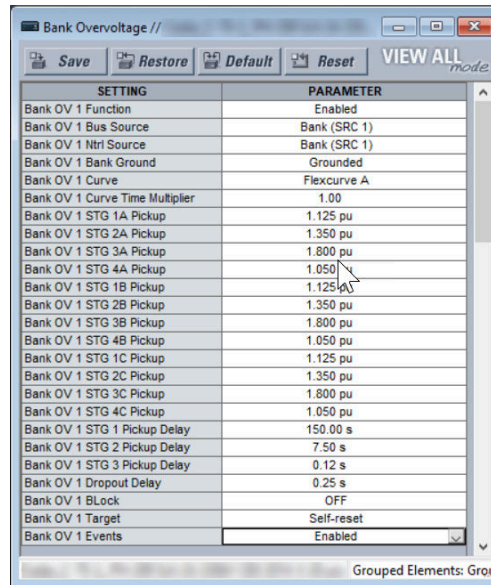 Bank Overvoltage //
Save Restore Default Reset VIEW ALL mode
SETTING PARAMETER
Bank OV 1 Function Enabled
Bank OV 1 Bus Source Bank (SRC 1)
Bank OV 1 Ntrl Source Bank (SRC 1)
Bank OV 1 Bank Ground Grounded
Bank OV 1 Curve Flexcurve A
Bank OV 1 Curve Time Multiplier 1.00
Bank OV 1 STG 1A Pickup 1.125 pu
Bank OV 1 STG 2A Pickup 1.350 pu
Bank OV 1 STG 3A Pickup 1.800 pu
Bank OV 1 STG 4A Pickup 1.050
Bank OV 1 STG 1B Pickup 1.125 pu
Bank OV 1 STG 2B Pickup 1.350 pu
Bank OV 1 STG 3B Pickup 1.800 pu
Bank OV 1 STG 4B Pickup 1.050 pu
Bank OV 1 STG 1C Pickup 1.125 pu
Bank OV 1 STG 2C Pickup 1.350 pu
Bank OV 1 STG 3C Pickup 1.800 pu
Bank OV 1 STG 4C Pickup 1.050 pu
Bank OV 1 STG 1 Pickup Delay 150.00 s
Bank OV 1 STG 2 Pickup Delay 7.50 s
Bank OV 1 STG 3 Pickup Delay 0.12 s
Bank OV 1 Dropout Delay 0.25 s
Bank OV 1 BLock OFF
Bank OV 1 Target Self-reset
Bank OV 1 Events Enabled
Grouped Elements: Gro